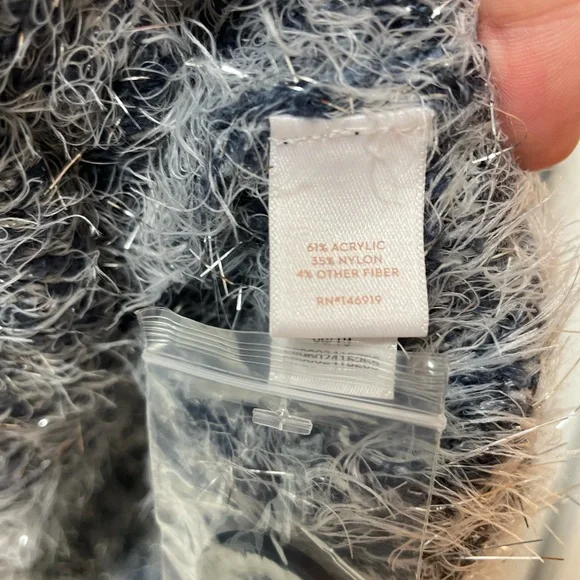 61% ACRYLIC
35% NYLON
4% OTHER FIBER
RN#146919